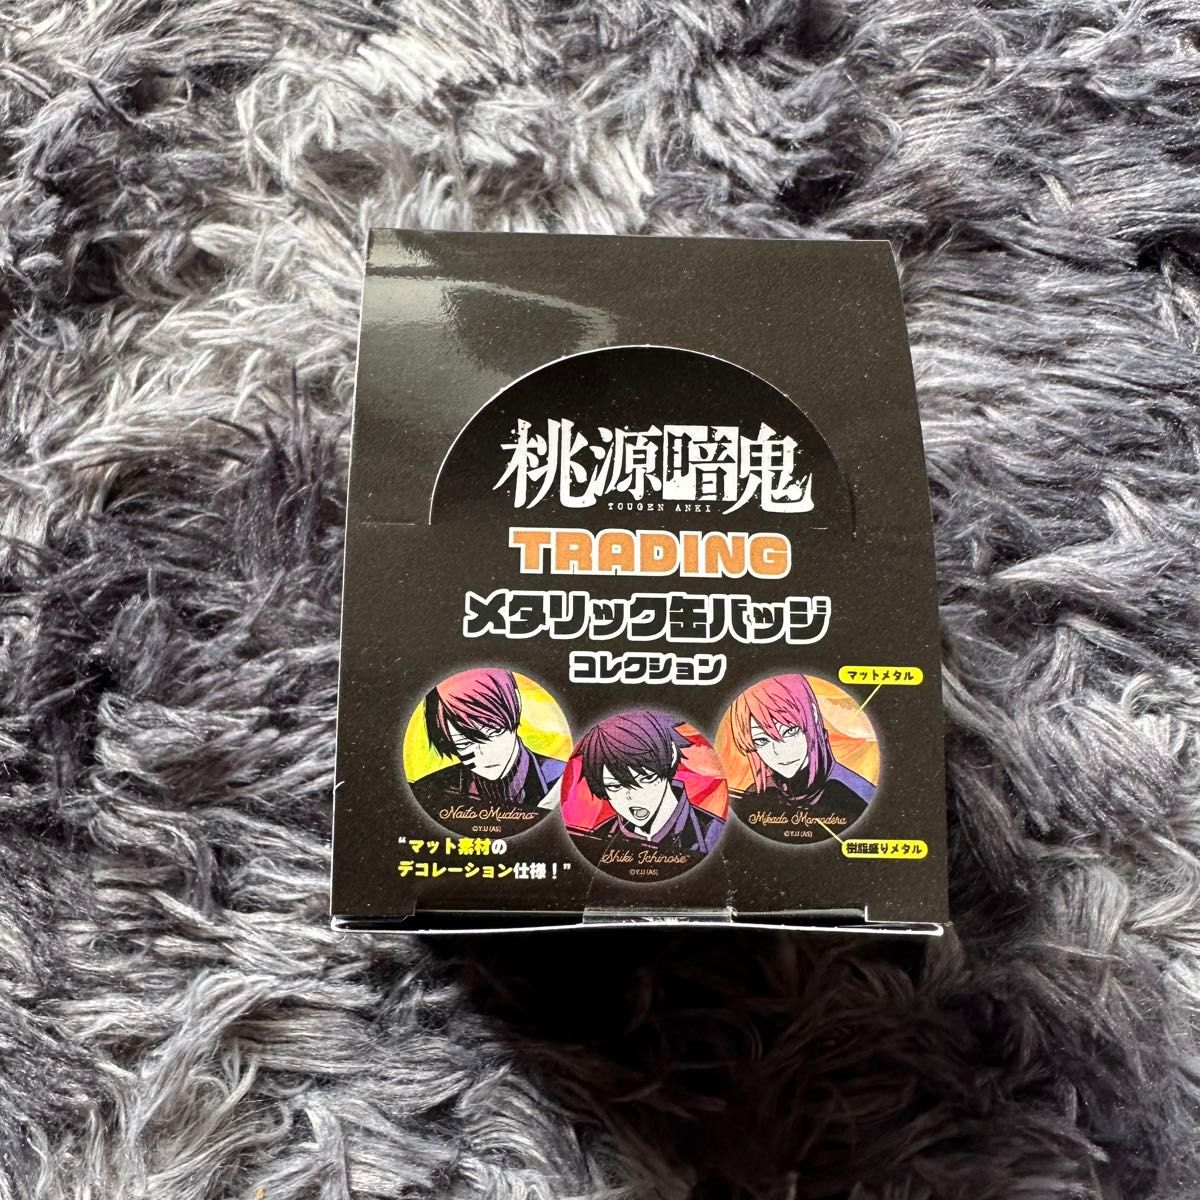 桃源暗鬼
TOUGEN ANKI
TRADING
メタリック缶バッジ
コレクション
マットメタル
Naito Mudano
©Y.U (AS)
Shiki Ichinose
©Y.U (AS)
Mikado Momodera
©Y.U (AS)
樹脂盛りメタル
“マット素材の
デコレーション仕様！”